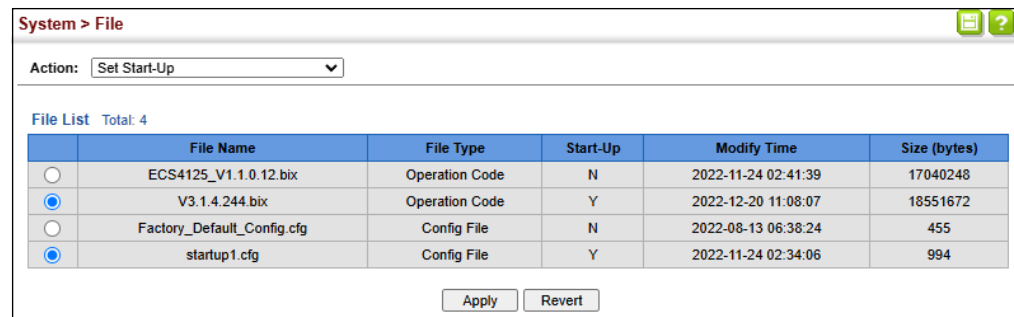 System > File
?
Action: Set Start-Up
File List Total: 4
File Name File Type Start-Up Modify Time Size (bytes)
ECS4125_V1.1.0.12.bix Operation Code N 2022-11-24 02:41:39 17040248
V3.1.4.244.bix Operation Code Y 2022-12-20 11:08:07 18551672
Factory_Default_Config.cfg Config File N 2022-08-13 06:38:24 455
startup1.cfg Config File Y 2022-11-24 02:34:06 994
Apply Revert